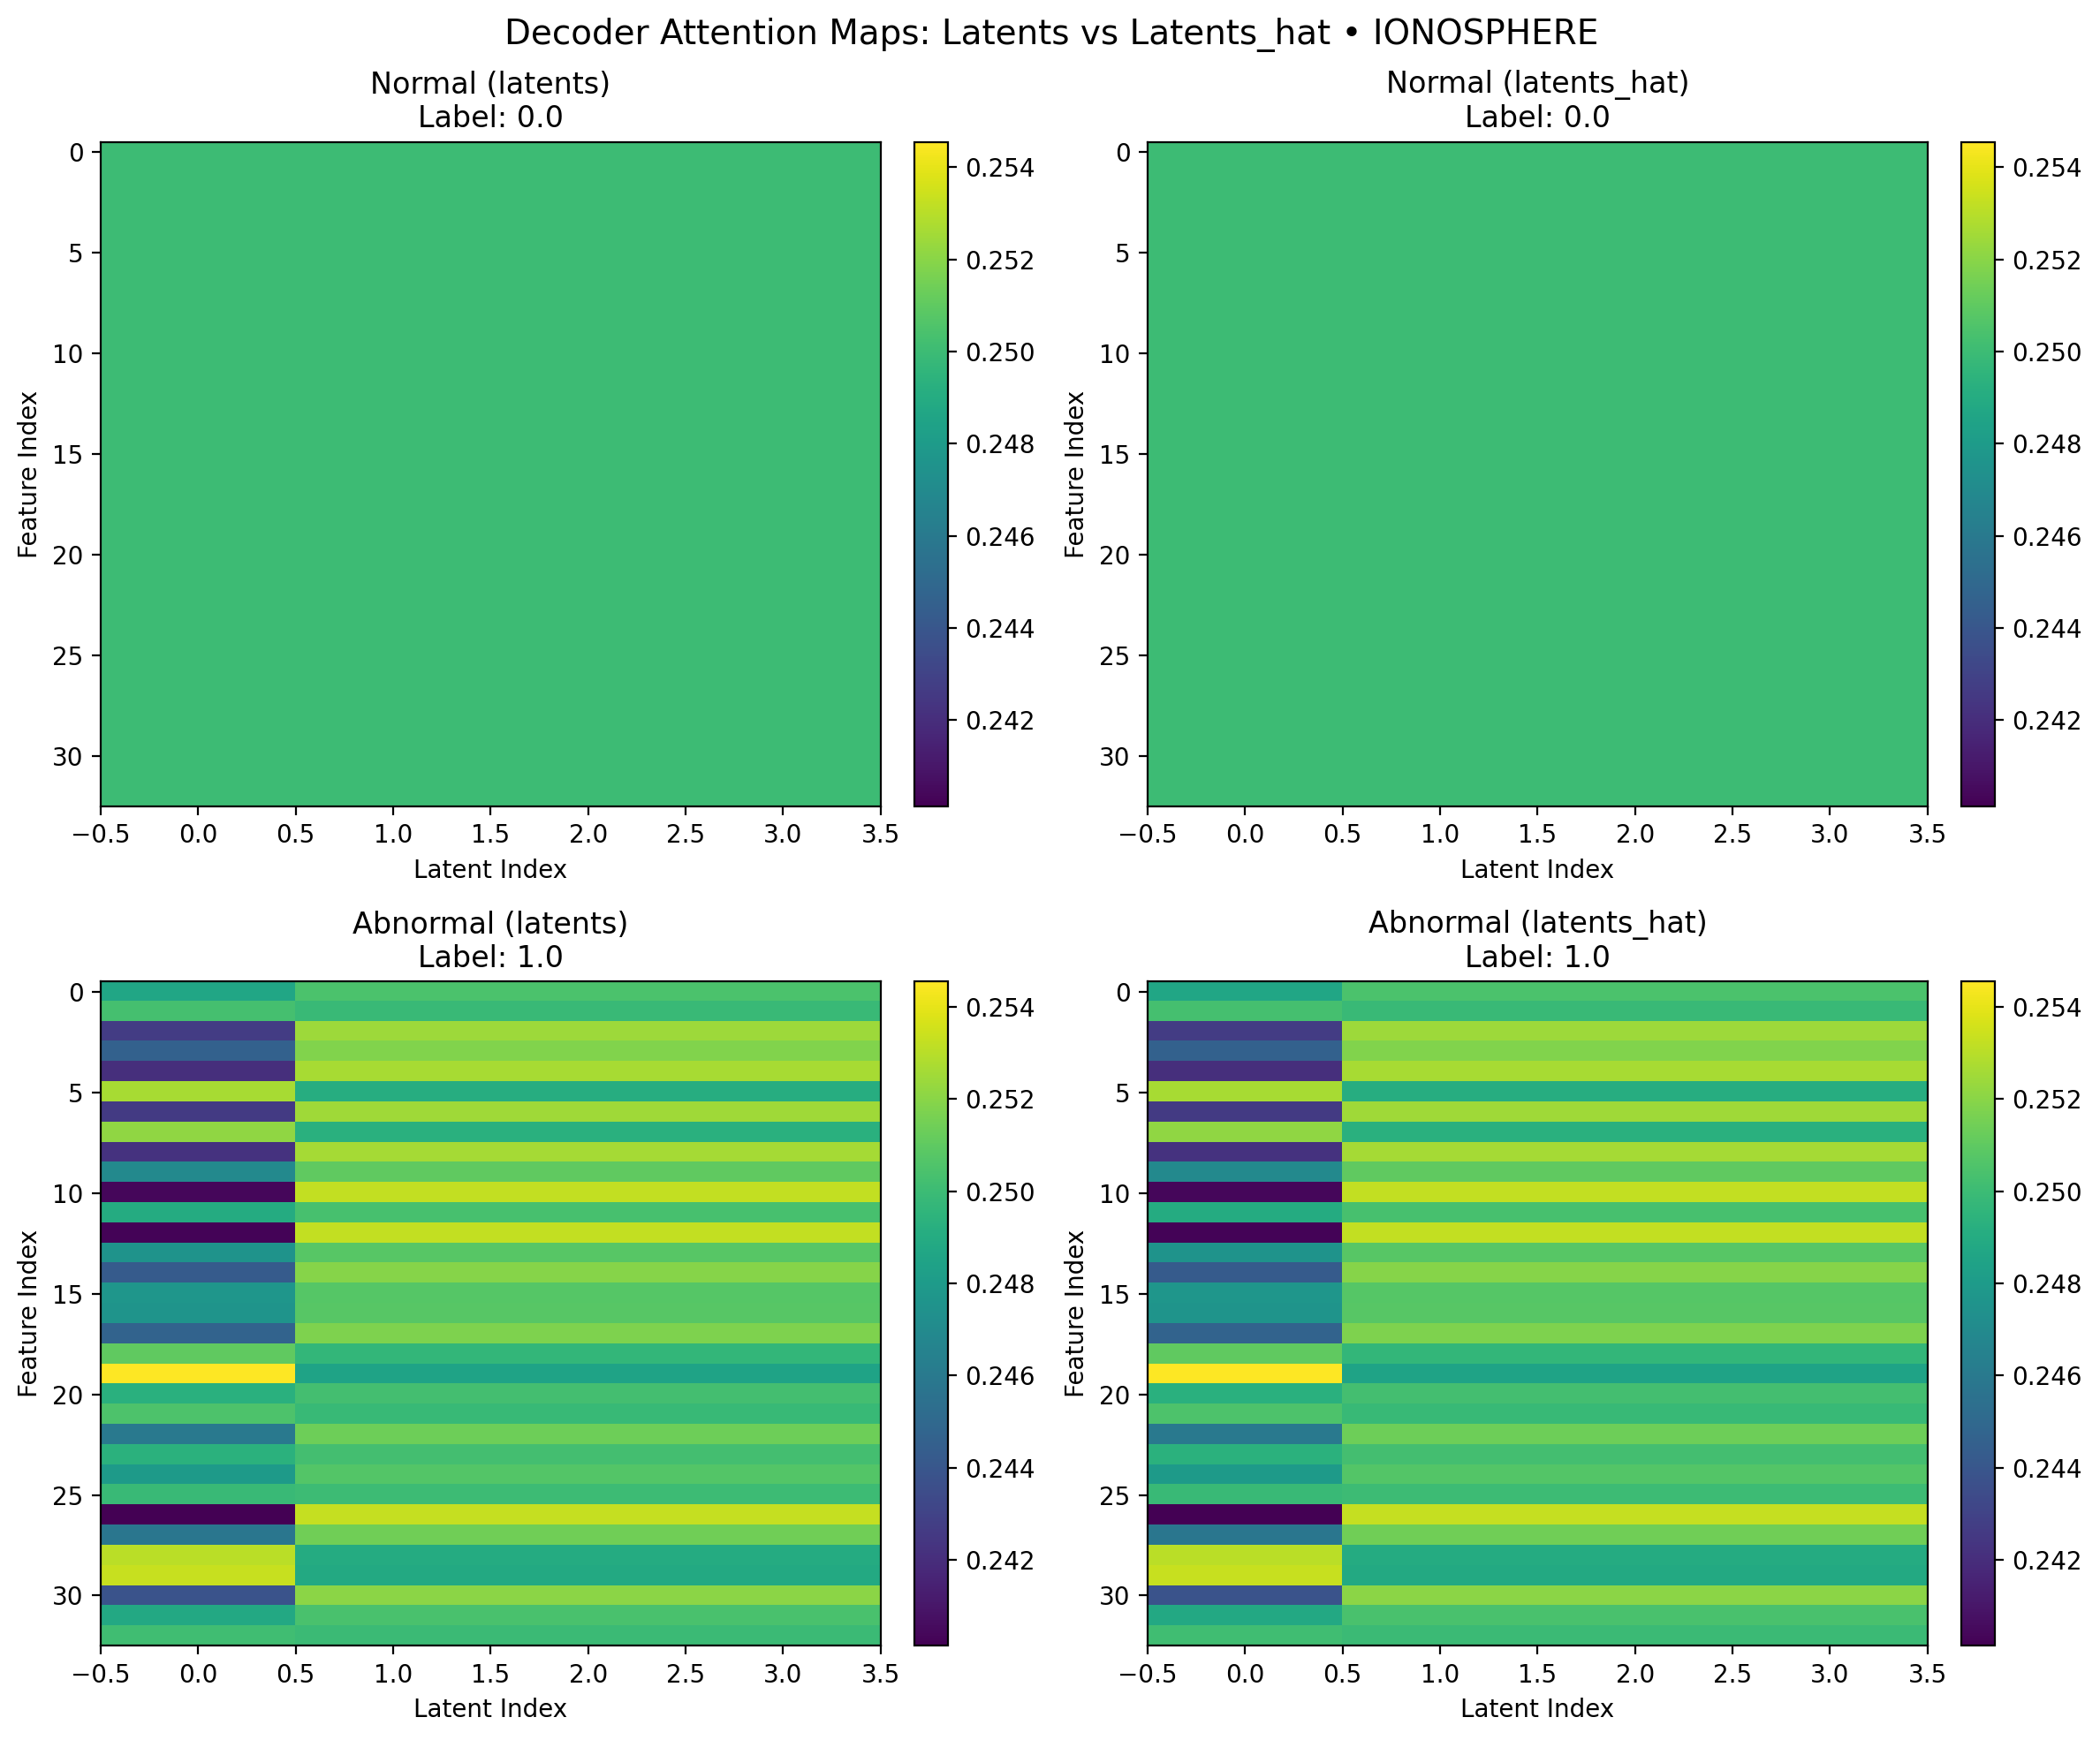 Decoder Attention Maps: Latents vs Latents_hat • IONOSPHERE
Normal (latents)
Label: 0.0
0
5
10
15
20
25
30
Feature Index
−0.5 0.0 0.5 1.0 1.5 2.0 2.5 3.0 3.5
Latent Index
0.254
0.252
0.250
0.248
0.246
0.244
0.242
Normal (latents_hat)
Label: 0.0
0
5
10
15
20
25
30
Feature Index
−0.5 0.0 0.5 1.0 1.5 2.0 2.5 3.0 3.5
Latent Index
0.254
0.252
0.250
0.248
0.246
0.244
0.242
Abnormal (latents)
Label: 1.0
0
5
10
15
20
25
30
Feature Index
−0.5 0.0 0.5 1.0 1.5 2.0 2.5 3.0 3.5
Latent Index
0.254
0.252
0.250
0.248
0.246
0.244
0.242
Abnormal (latents_hat)
Label: 1.0
0
5
10
15
20
25
30
Feature Index
−0.5 0.0 0.5 1.0 1.5 2.0 2.5 3.0 3.5
Latent Index
0.254
0.252
0.250
0.248
0.246
0.244
0.242